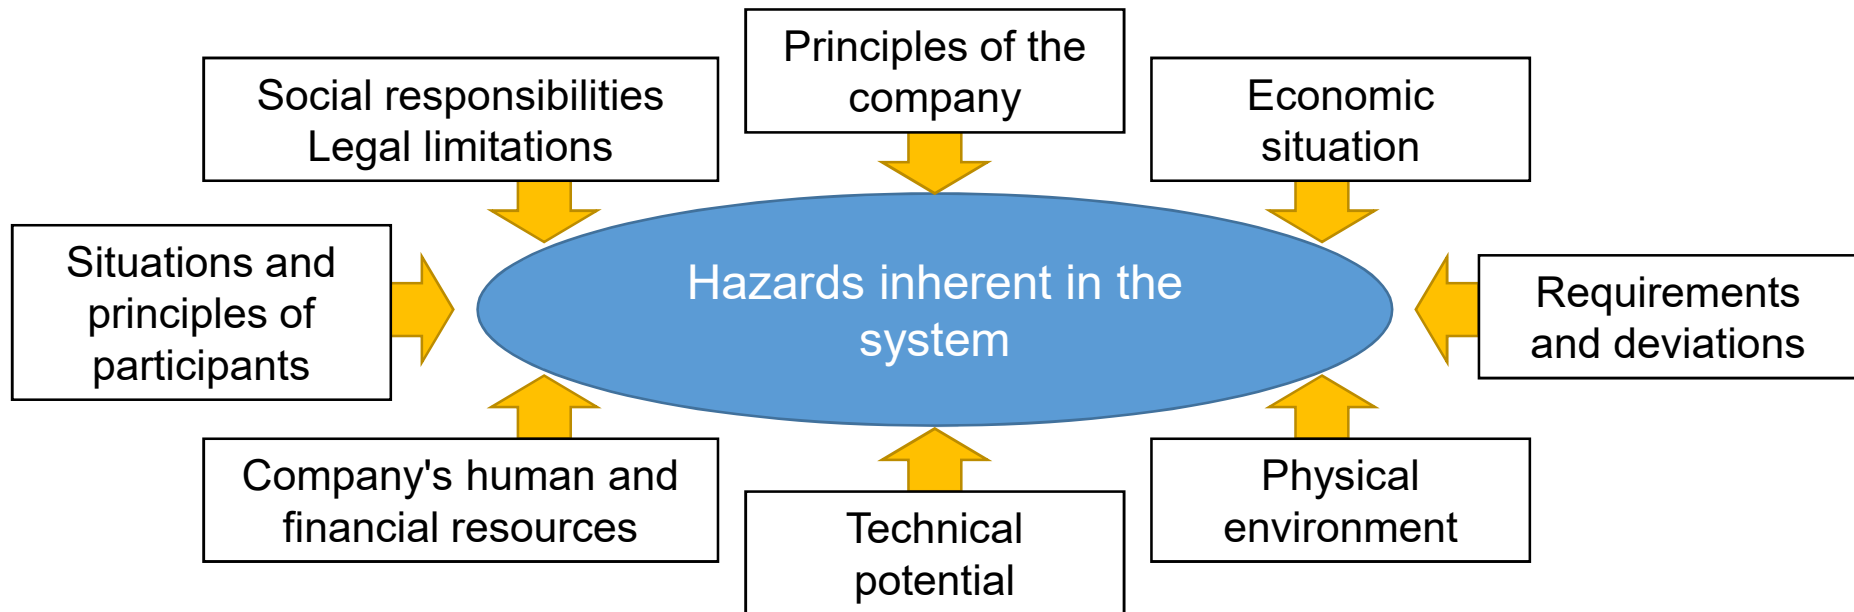 Principles of the
company
Social responsibilities
Legal limitations
Economic
situation
Situations and
principles of
participants
Hazards inherent in the
system
Requirements
and deviations
Company's human and
financial resources
Technical
potential
Physical
environment